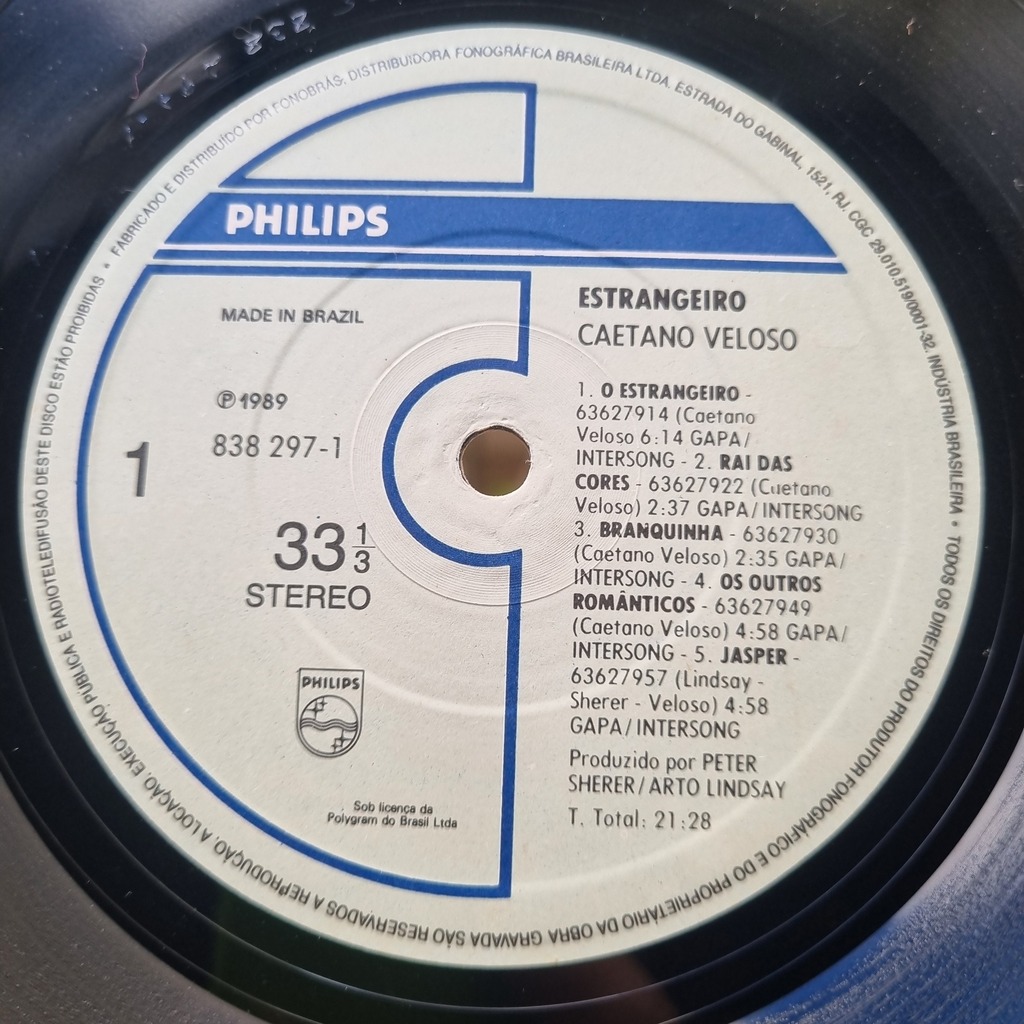 FABRICADO E DISTRIBUÍDO POR FONOBRÁS. DISTRIBUIDORA FONOGRÁFICA BRASILEIRA LTDA. ESTRADA DO GABINAL, 1521, RJ. CGC 29.010.519/0001-32. INDÚSTRIA BRASILEIRA • TODOS OS DIREITOS DO PRODUTOR FONOGRÁFICO E DO PROPRIETÁRIO DA OBRA GRAVADA SÃO RESERVADOS A REPRODUÇÃO, A LOCAÇÃO, EXECUÇÃO PÚBLICA E RADIOTELEDIFUSÃO DESTE DISCO ESTÃO PROIBIDAS •
PHILIPS
MADE IN BRAZIL
℗ 1989
838 297-1
1
33 1/3
STEREO
PHILIPS
Sob licença da
Polygram do Brasil Ltda
ESTRANGEIRO
CAETANO VELOSO
1. O ESTRANGEIRO -
63627914 (Caetano
Veloso 6:14 GAPA/
INTERSONG - 2. RAI DAS
CORES - 63627922 (Caetano
Veloso) 2:37 GAPA/INTERSONG
3. BRANQUINHA - 63627930
(Caetano Veloso) 2:35 GAPA/
INTERSONG - 4. OS OUTROS
ROMÂNTICOS - 63627949
(Caetano Veloso) 4:58 GAPA/
INTERSONG - 5. JASPER -
63627957 (Lindsay -
Sherer - Veloso) 4:58
GAPA/INTERSONG
Produzido por PETER
SHERER/ARTO LINDSAY
T. Total: 21:28